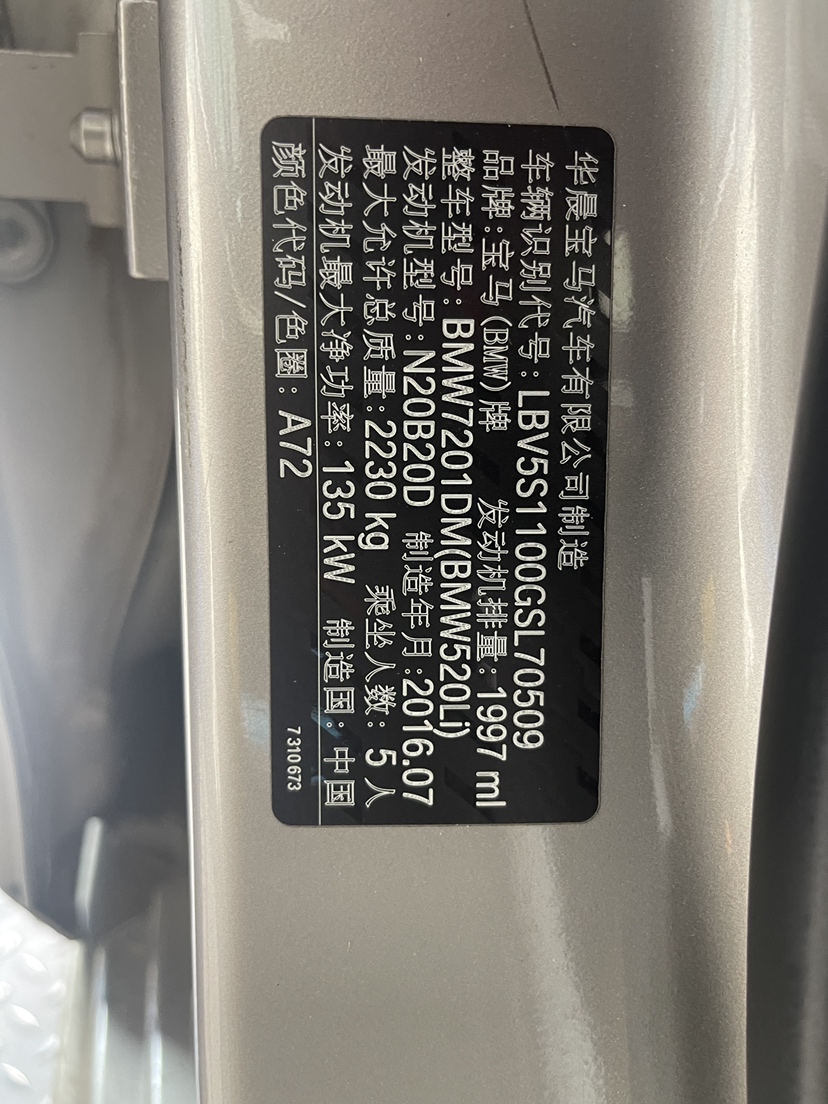 华晨宝马汽车有限公司制造
车辆识别代号:LBV5S1100GSL70509
品牌:宝马(BMW)牌 发动机排量:1997 ml
整车型号:BMW7201DM(BMW520Li)
发动机型号:N20B20D 制造年月:2016.07
最大允许总质量:2230 kg 乘坐人数: 5 人
发动机最大净功率: 135 kW 制造国: 中国
颜色代码/色圈: A72 7 310 673